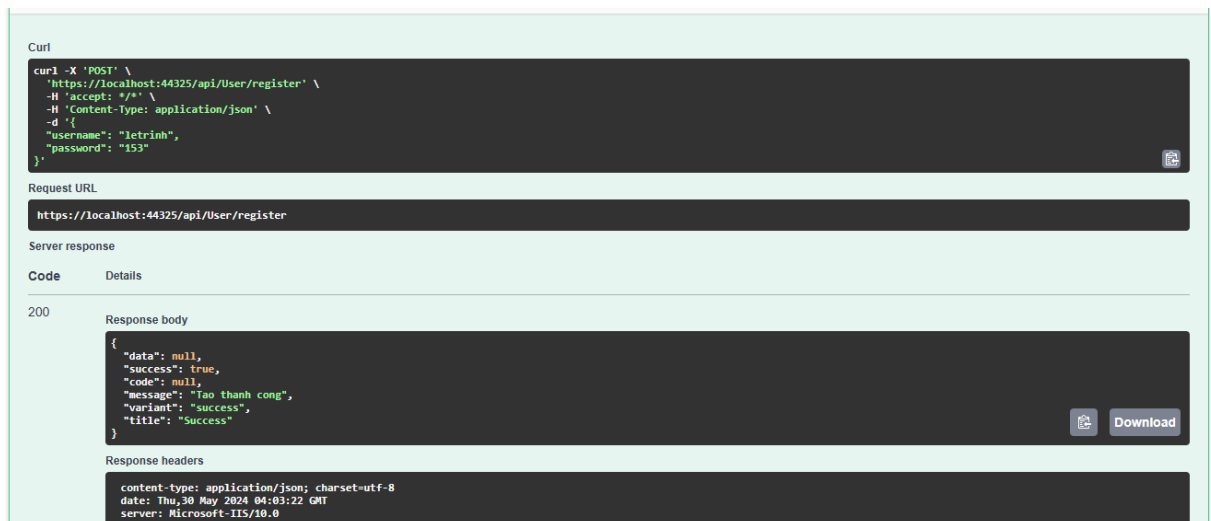 Curl
curl -X 'POST' \
'https://localhost:44325/api/User/register' \
-H 'accept: */*' \
-H 'Content-Type: application/json' \
-d '{
"username": "letrinh",
"password": "153"
}'
Request URL
https://localhost:44325/api/User/register
Server response
Code Details
200
Response body
{
"data": null,
"success": true,
"code": null,
"message": "Tao thanh cong",
"variant": "success",
"title": "Success"
}
Download
Response headers
content-type: application/json; charset=utf-8
date: Thu,30 May 2024 04:03:22 GMT
server: Microsoft-IIS/10.0